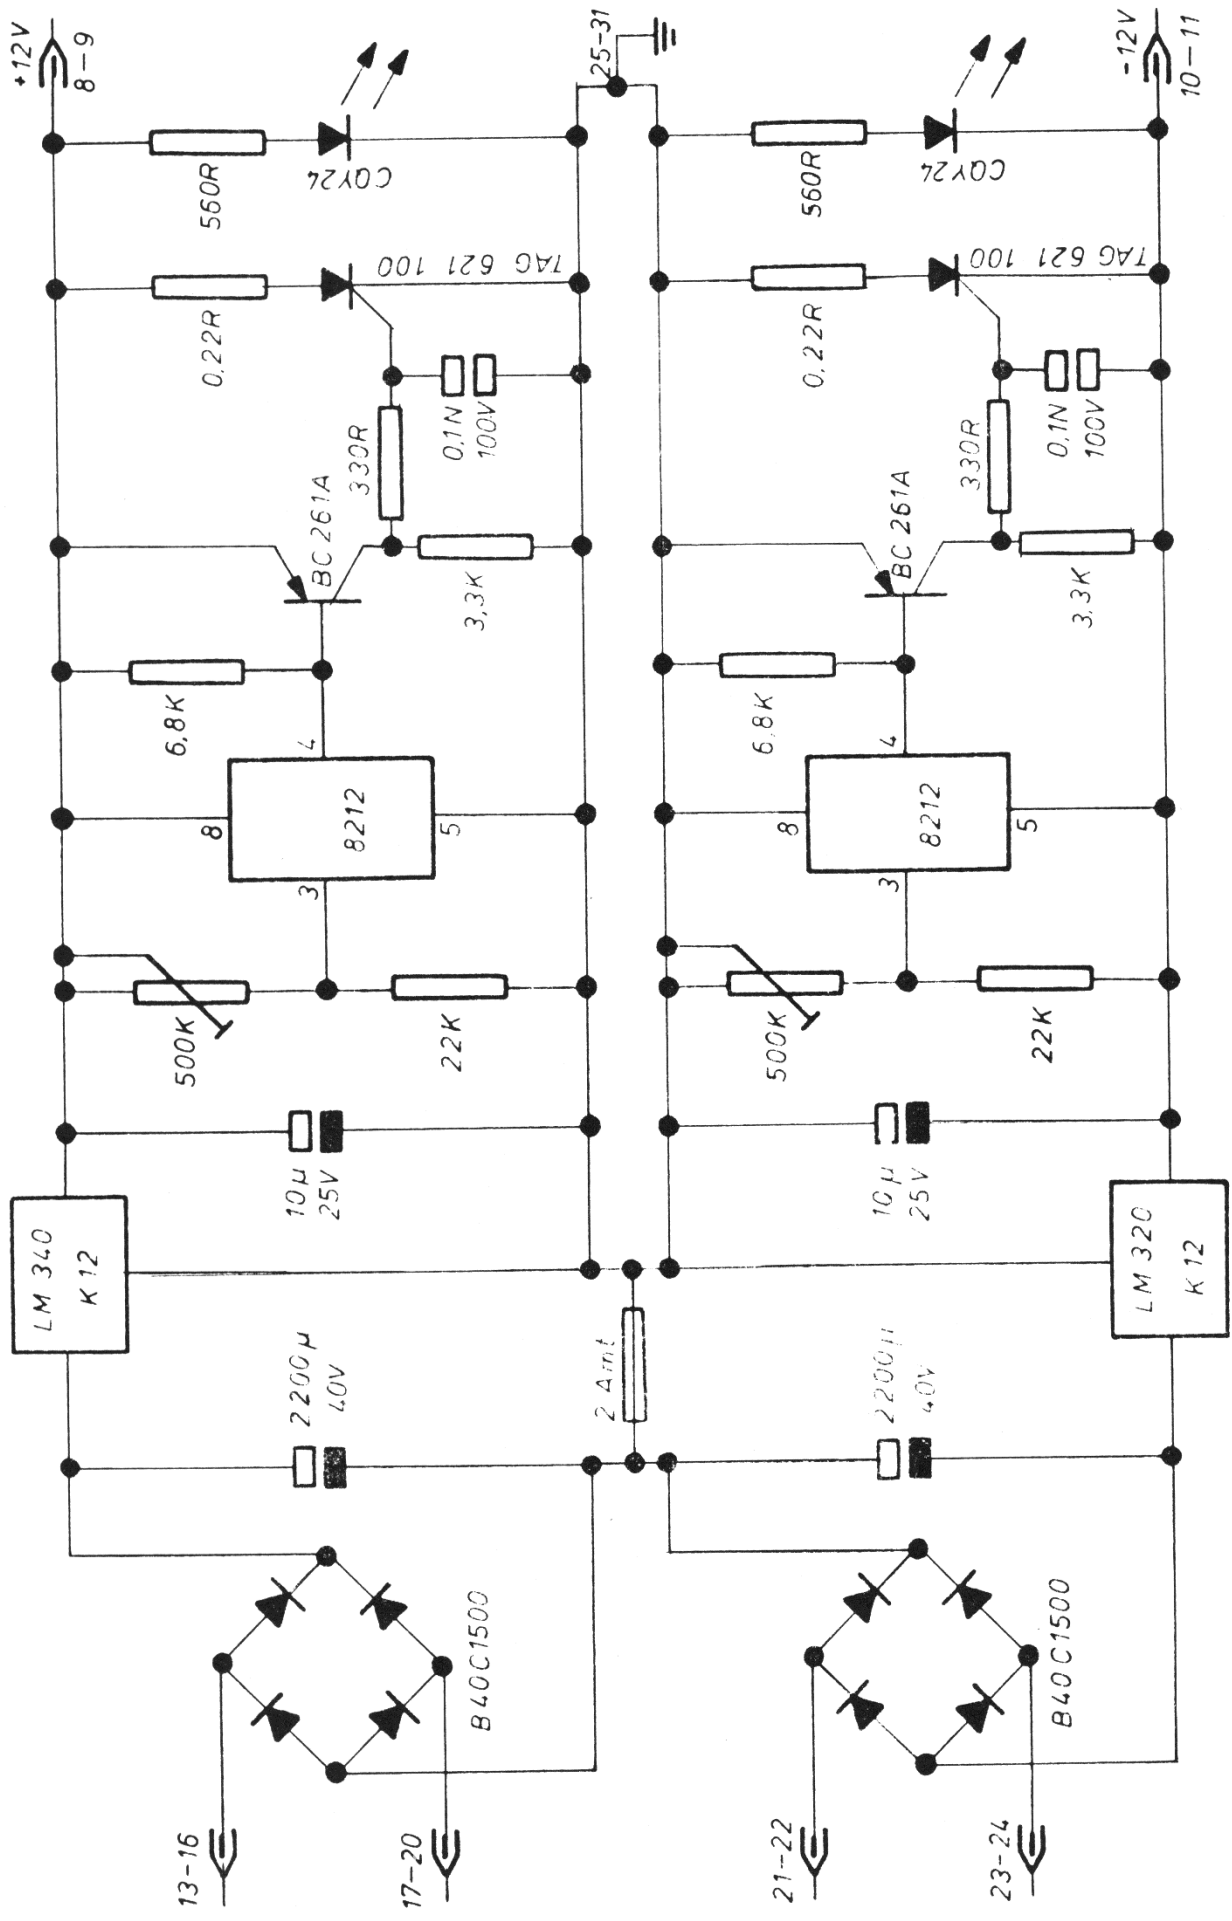 +12V
8–9
25–31
-12V
10–11
560R
CQY24
560R
CQY24
0,22R
TAG 621 100
0,22R
TAG 621 100
330R
0,1N
100V
330R
0,1N
100V
BC 261A
3,3K
BC 261A
3,3K
6,8K
6,8K
4
8
8212
5
3
4
8
8212
5
3
500K
22K
500K
22K
10µ
25V
10µ
25V
LM 340
K12
LM 320
K12
2200µ
40V
2 Amt
2200µ
40V
B40C1500
B40C1500
13-16
17–20
21–22
23–24